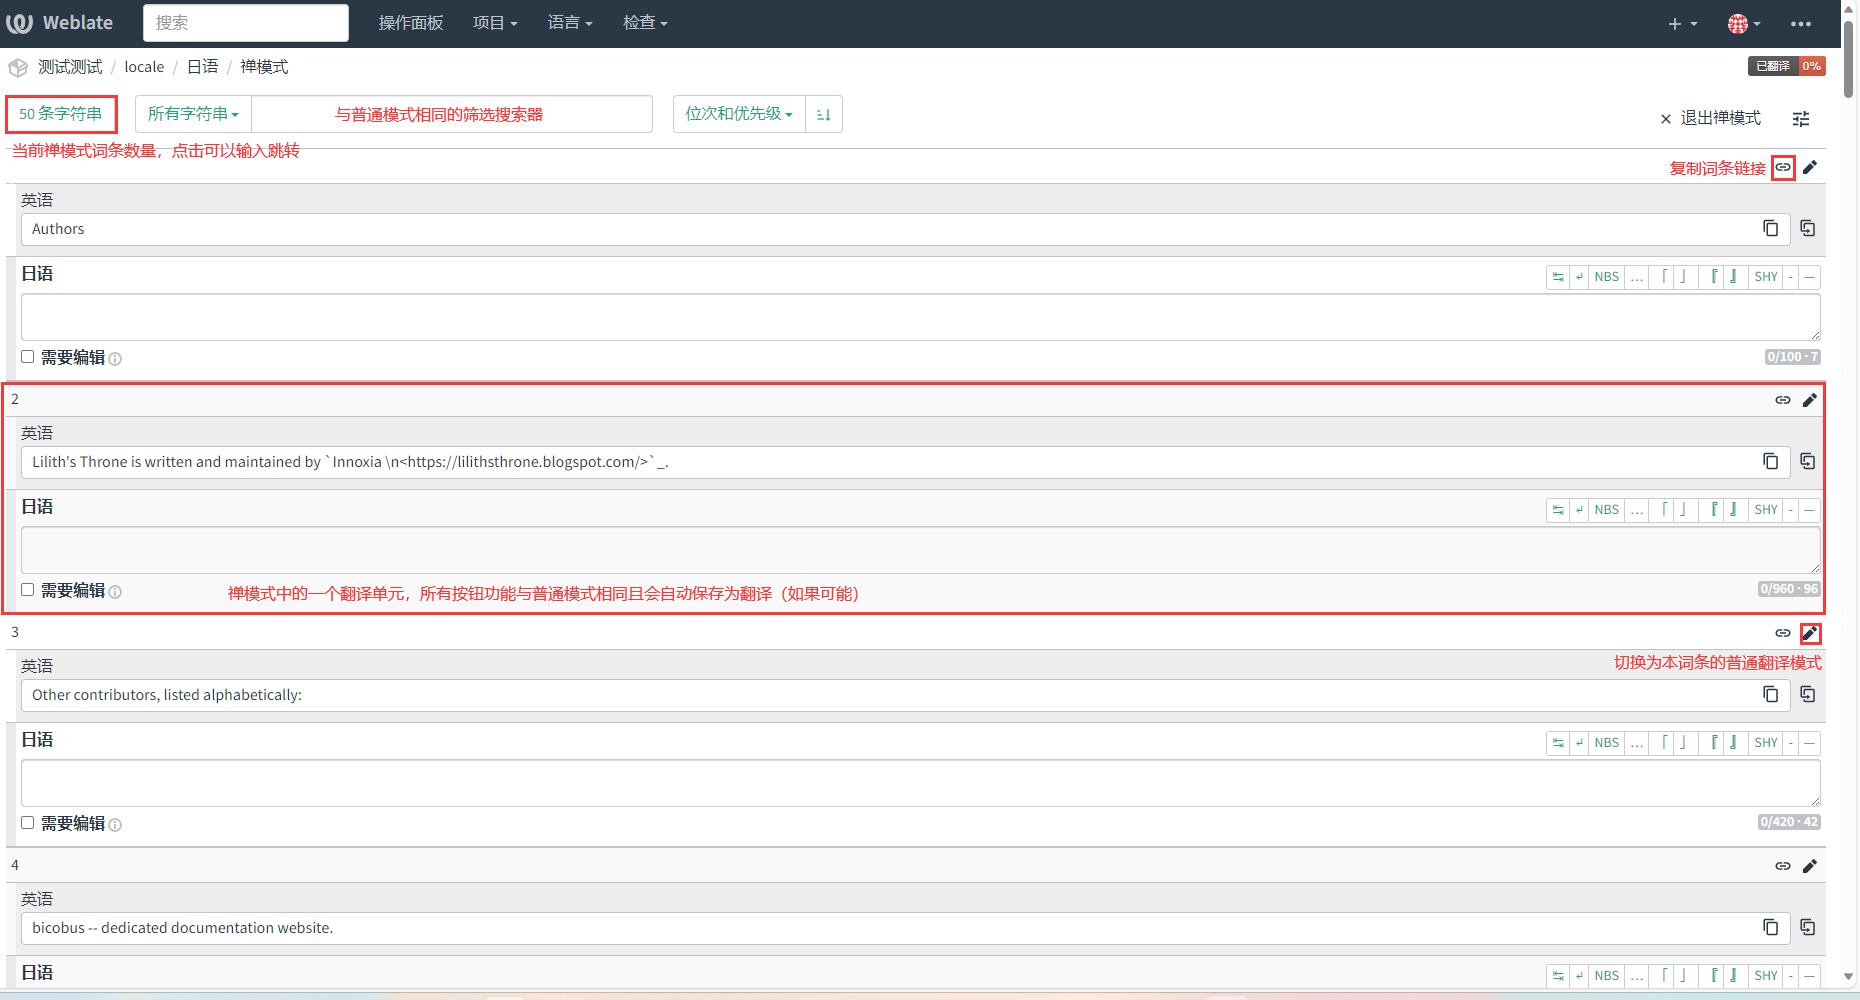 Weblate 搜索 操作面板 项目 语言 检查
测试测试 / locale / 日语 / 禅模式 已翻译 0%
50 条字符串 所有字符串 与普通模式相同的筛选搜索器 位次和优先级 退出禅模式
当前禅模式词条数量，点击可以输入跳转
复制词条链接
英语
Authors
日语 NBS … 「 」 『 』 SHY - —
需要编辑 0/100 · 7
2
英语
Lilith's Throne is written and maintained by `Innoxia \n<https://lilithsthrone.blogspot.com/>`_.
日语 NBS … 「 」 『 』 SHY - —
需要编辑 禅模式中的一个翻译单元，所有按钮功能与普通模式相同且会自动保存为翻译（如果可能） 0/960 · 96
3
英语 切换为本词条的普通翻译模式
Other contributors, listed alphabetically:
日语 NBS … 「 」 『 』 SHY - —
需要编辑 0/420 · 42
4
英语
bicobus -- dedicated documentation website.
日语 NBS … 「 」 『 』 SHY - —